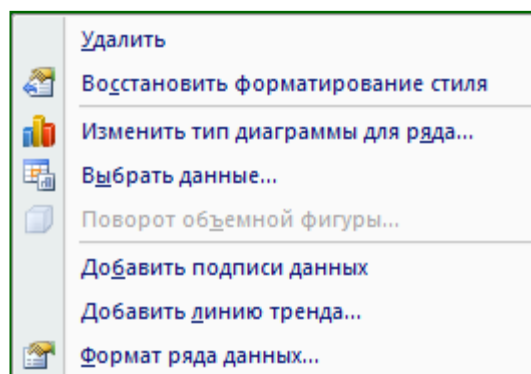 Удалить
Восстановить форматирование стиля
Изменить тип диаграммы для ряда...
Выбрать данные...
Поворот объемной фигуры...
Добавить подписи данных
Добавить линию тренда...
Формат ряда данных...